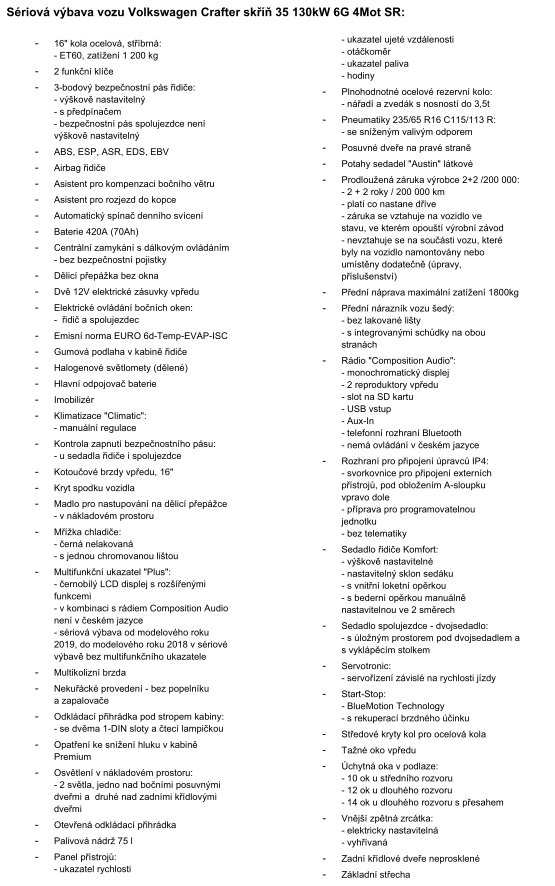 Sériová výbava vozu Volkswagen Crafter skříň 35 130kW 6G 4Mot SR:
- 16" kola ocelová, stříbrná:
- ET60, zatížení 1 200 kg
- 2 funkční klíče
- 3-bodový bezpečnostní pás řidiče:
- výškově nastavitelný
- s předpínačem
- bezpečnostní pás spolujezdce není
výškově nastavitelný
- ABS, ESP, ASR, EDS, EBV
- Airbag řidiče
- Asistent pro kompenzaci bočního větru
- Asistent pro rozjezd do kopce
- Automatický spínač denního svícení
- Baterie 420A (70Ah)
- Centrální zamykání s dálkovým ovládáním
- bez bezpečnostní pojistky
- Dělicí přepážka bez okna
- Dvě 12V elektrické zásuvky vpředu
- Elektrické ovládání bočních oken:
- řidič a spolujezdec
- Emisní norma EURO 6d-Temp-EVAP-ISC
- Gumová podlaha v kabině řidiče
- Halogenové světlomety (dělené)
- Hlavní odpojovač baterie
- Imobilizér
- Klimatizace "Climatic":
- manuální regulace
- Kontrola zapnutí bezpečnostního pásu:
- u sedadla řidiče i spolujezdce
- Kotoučové brzdy vpředu, 16"
- Kryt spodku vozidla
- Madlo pro nastupování na dělicí přepážce
- v nákladovém prostoru
- Mřížka chladiče:
- černá nelakovaná
- s jednou chromovanou lištou
- Multifunkční ukazatel "Plus":
- černobílý LCD displej s rozšířenými
funkcemi
- v kombinaci s rádiem Composition Audio
není v českém jazyce
- sériová výbava od modelového roku
2019, do modelového roku 2018 v sériové
výbavě bez multifunkčního ukazatele
- Multikolizní brzda
- Nekuřácké provedení - bez popelníku
a zapalovače
- Odkládací přihrádka pod stropem kabiny:
- se dvěma 1-DIN sloty a čtecí lampičkou
- Opatření ke snížení hluku v kabině
Premium
- Osvětlení v nákladovém prostoru:
- 2 světla, jedno nad bočními posuvnými
dveřmi a druhé nad zadními křídlovými
dveřmi
- Otevřená odkládací přihrádka
- Palivová nádrž 75 l
- Panel přístrojů:
- ukazatel rychlosti
- ukazatel ujeté vzdálenosti
- otáčkoměr
- ukazatel paliva
- hodiny
- Plnohodnotné ocelové rezervní kolo:
- nářadí a zvedák s nosností do 3,5t
- Pneumatiky 235/65 R16 C115/113 R:
- se sníženým valivým odporem
- Posuvné dveře na pravé straně
- Potahy sedadel "Austin" látkové
- Prodloužená záruka výrobce 2+2 /200 000:
- 2 + 2 roky / 200 000 km
- platí co nastane dříve
- záruka se vztahuje na vozidlo ve
stavu, ve kterém opouští výrobní závod
- nevztahuje se na součásti vozu, které
byly na vozidlo namontovány nebo
umístěny dodatečně (úpravy,
příslušenství)
- Přední náprava maximální zatížení 1800kg
- Přední nárazník vozu šedý:
- bez lakované lišty
- s integrovanými schůdky na obou
stranách
- Rádio "Composition Audio":
- monochromatický displej
- 2 reproduktory vpředu
- slot na SD kartu
- USB vstup
- Aux-In
- telefonní rozhraní Bluetooth
- nemá ovládání v českém jazyce
- Rozhraní pro připojení úpravců IP4:
- svorkovnice pro připojení externích
přístrojů, pod obložením A-sloupku
vpravo dole
- příprava pro programovatelnou
jednotku
- bez telematiky
- Sedadlo řidiče Komfort:
- výškově nastavitelné
- nastavitelný sklon sedáku
- s vnitřní loketní opěrkou
- s bederní opěrkou manuálně
nastavitelnou ve 2 směrech
- Sedadlo spolujezdce - dvojsedadlo:
- s úložným prostorem pod dvojsedadlem a
s vyklápěcím stolkem
- Servotronic:
- servořízení závislé na rychlosti jízdy
- Start-Stop:
- BlueMotion Technology
- s rekuperací brzdného účinku
- Středové kryty kol pro ocelová kola
- Tažné oko vpředu
- Úchytná oka v podlaze:
- 10 ok u středního rozvoru
- 12 ok u dlouhého rozvoru
- 14 ok u dlouhého rozvoru s přesahem
- Vnější zpětná zrcátka:
- elektricky nastavitelná
- vyhřívaná
- Zadní křídlové dveře neprosklené
- Základní střecha